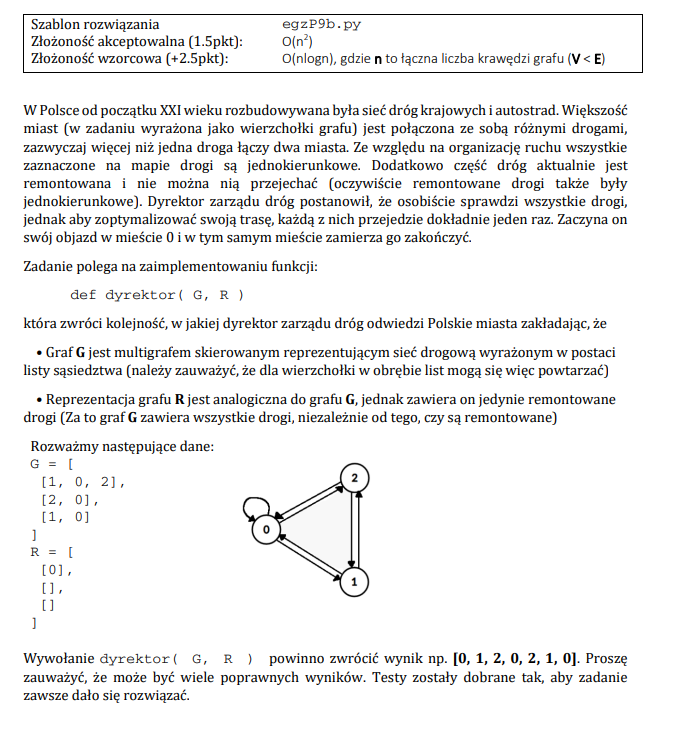 Szablon rozwiązania egzP9b.py
Złożoność akceptowalna (1.5pkt): O(n²)
Złożoność wzorcowa (+2.5pkt): O(nlogn), gdzie n to łączna liczba krawędzi grafu (V < E)
W Polsce od początku XXI wieku rozbudowywana była sieć dróg krajowych i autostrad. Większość
miast (w zadaniu wyrażona jako wierzchołki grafu) jest połączona ze sobą różnymi drogami,
zazwyczaj więcej niż jedna droga łączy dwa miasta. Ze względu na organizację ruchu wszystkie
zaznaczone na mapie drogi są jednokierunkowe. Dodatkowo część dróg aktualnie jest
remontowana i nie można nią przejechać (oczywiście remontowane drogi także były
jednokierunkowe). Dyrektor zarządu dróg postanowił, że osobiście sprawdzi wszystkie drogi,
jednak aby zoptymalizować swoją trasę, każdą z nich przejedzie dokładnie jeden raz. Zaczyna on
swój objazd w mieście 0 i w tym samym mieście zamierza go zakończyć.
Zadanie polega na zaimplementowaniu funkcji:
def dyrektor( G, R )
która zwróci kolejność, w jakiej dyrektor zarządu dróg odwiedzi Polskie miasta zakładając, że
• Graf G jest multigrafem skierowanym reprezentującym sieć drogową wyrażonym w postaci
listy sąsiedztwa (należy zauważyć, że dla wierzchołki w obrębie list mogą się więc powtarzać)
• Reprezentacja grafu R jest analogiczna do grafu G, jednak zawiera on jedynie remontowane
drogi (Za to graf G zawiera wszystkie drogi, niezależnie od tego, czy są remontowane)
Rozważmy następujące dane:
G = [
[1, 0, 2],
[2, 0],
[1, 0]
]
R = [
[0],
[],
[]
]
2
0
1
Wywołanie dyrektor( G, R ) powinno zwrócić wynik np. [0, 1, 2, 0, 2, 1, 0]. Proszę
zauważyć, że może być wiele poprawnych wyników. Testy zostały dobrane tak, aby zadanie
zawsze dało się rozwiązać.